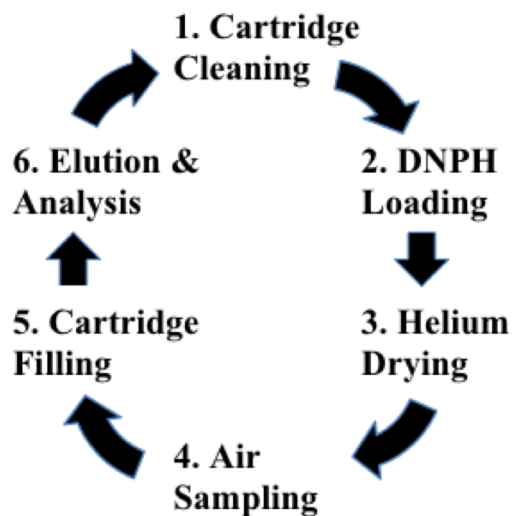 1. Cartridge
Cleaning
2. DNPH
Loading
3. Helium
Drying
4. Air
Sampling
5. Cartridge
Filling
6. Elution &
Analysis